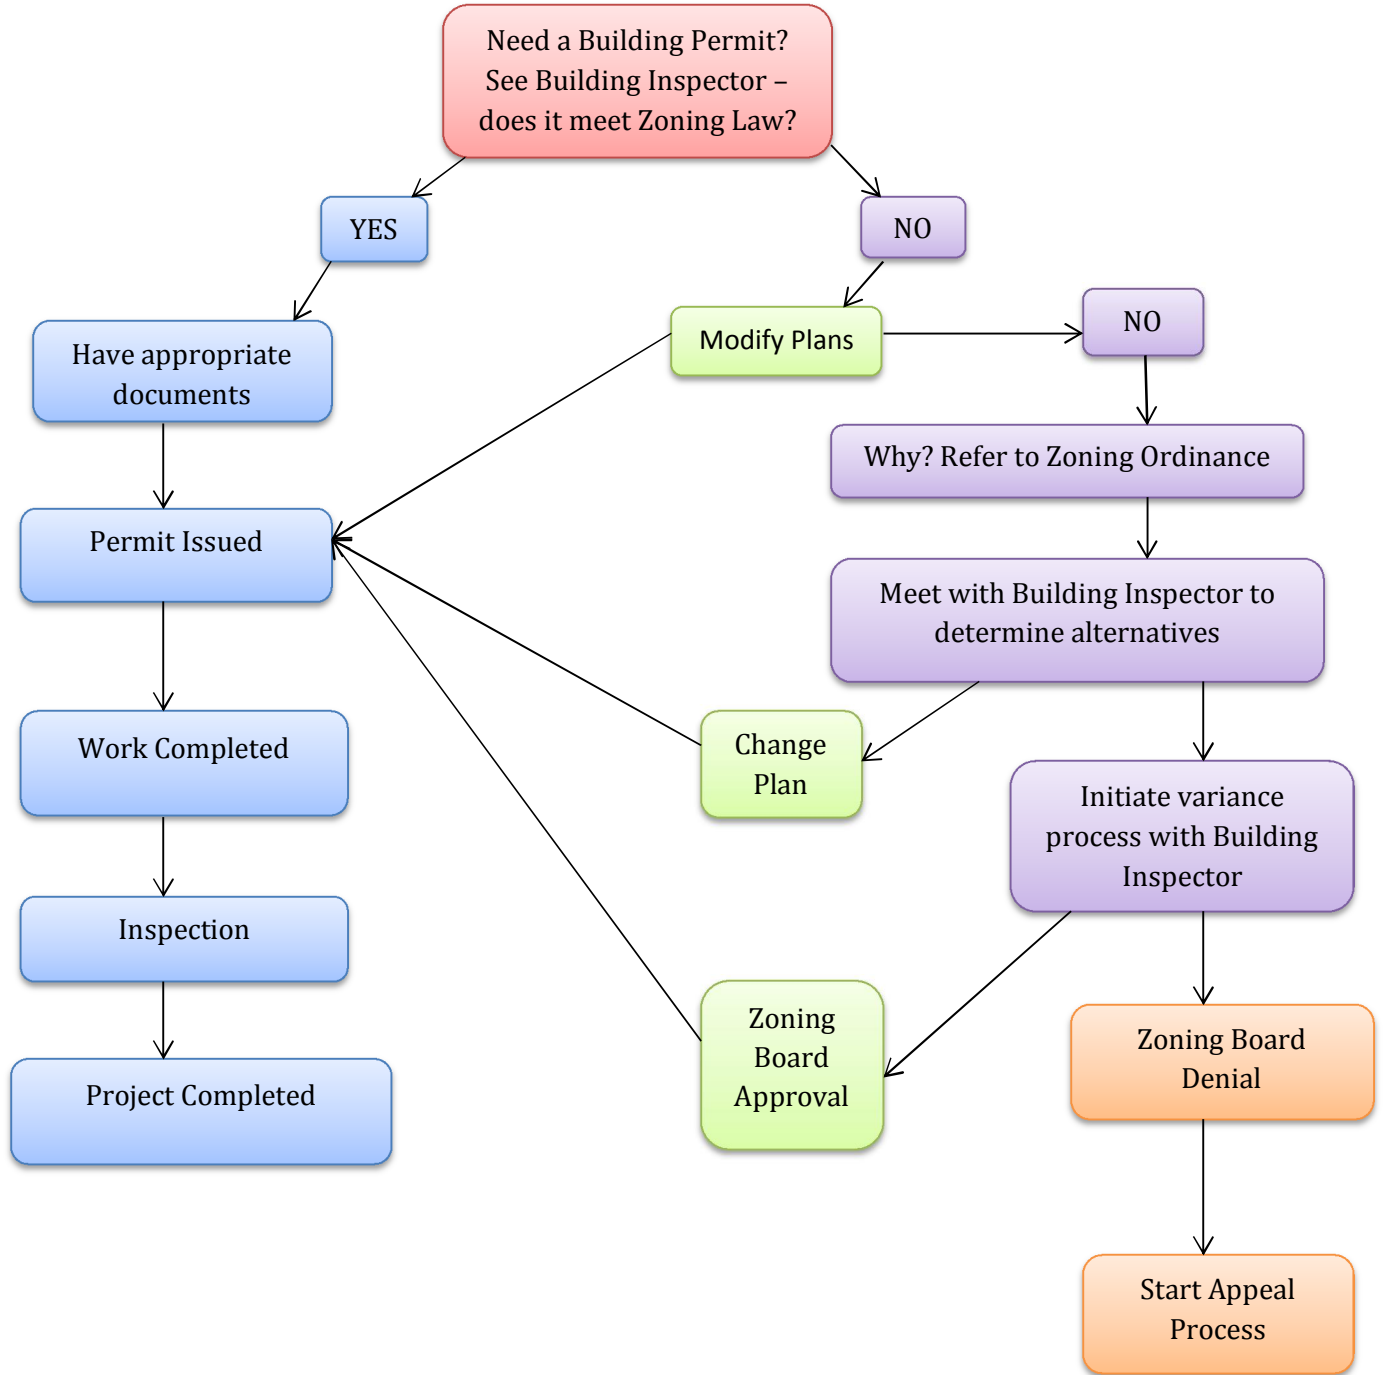 Need a Building Permit?
See Building Inspector –
does it meet Zoning Law?
YES
NO
Have appropriate
documents
Modify Plans
NO
Why? Refer to Zoning Ordinance
Permit Issued
Meet with Building Inspector to
determine alternatives
Work Completed
Change
Plan
Initiate variance
process with Building
Inspector
Inspection
Zoning
Board
Approval
Zoning Board
Denial
Project Completed
Start Appeal
Process